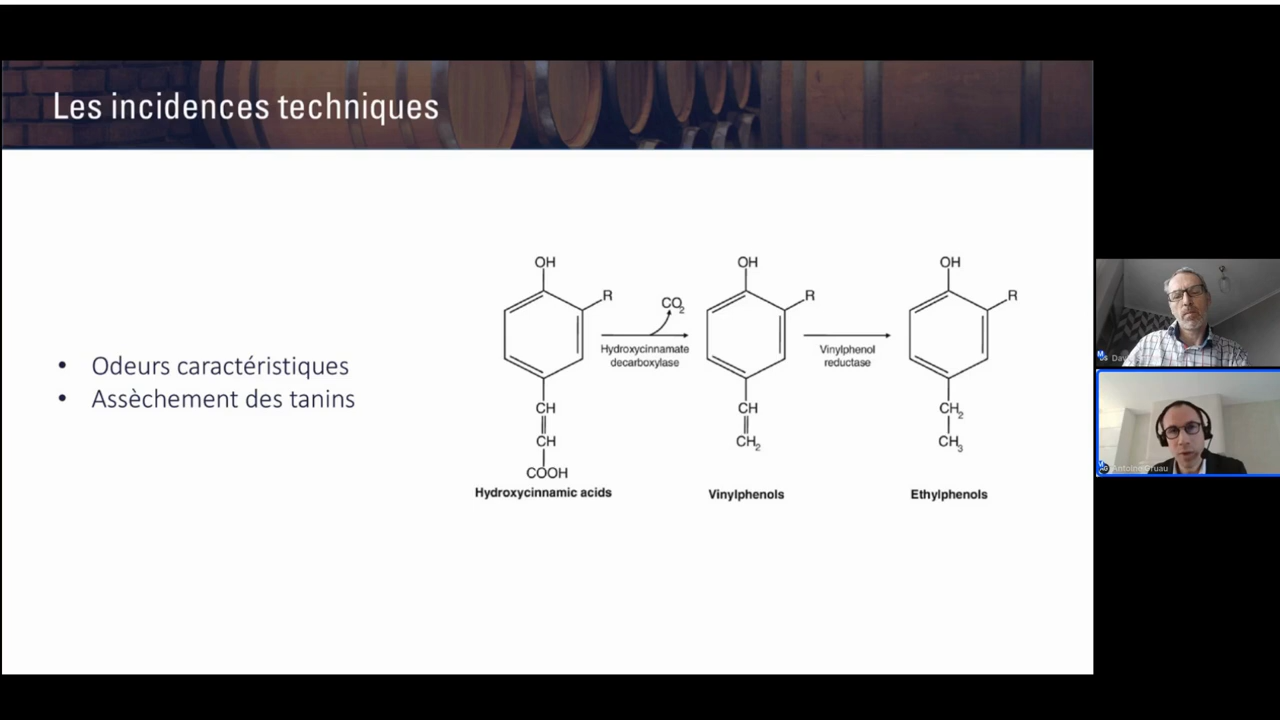 Les incidences techniques
• Odeurs caractéristiques
• Assèchement des tanins
OH
R
CH
CH
COOH
Hydroxycinnamic acids
CO2
Hydroxycinnamate
decarboxylase
OH
R
CH
CH2
Vinylphenols
Vinylphenol
reductase
OH
R
CH2
CH3
Ethylphenols
AG